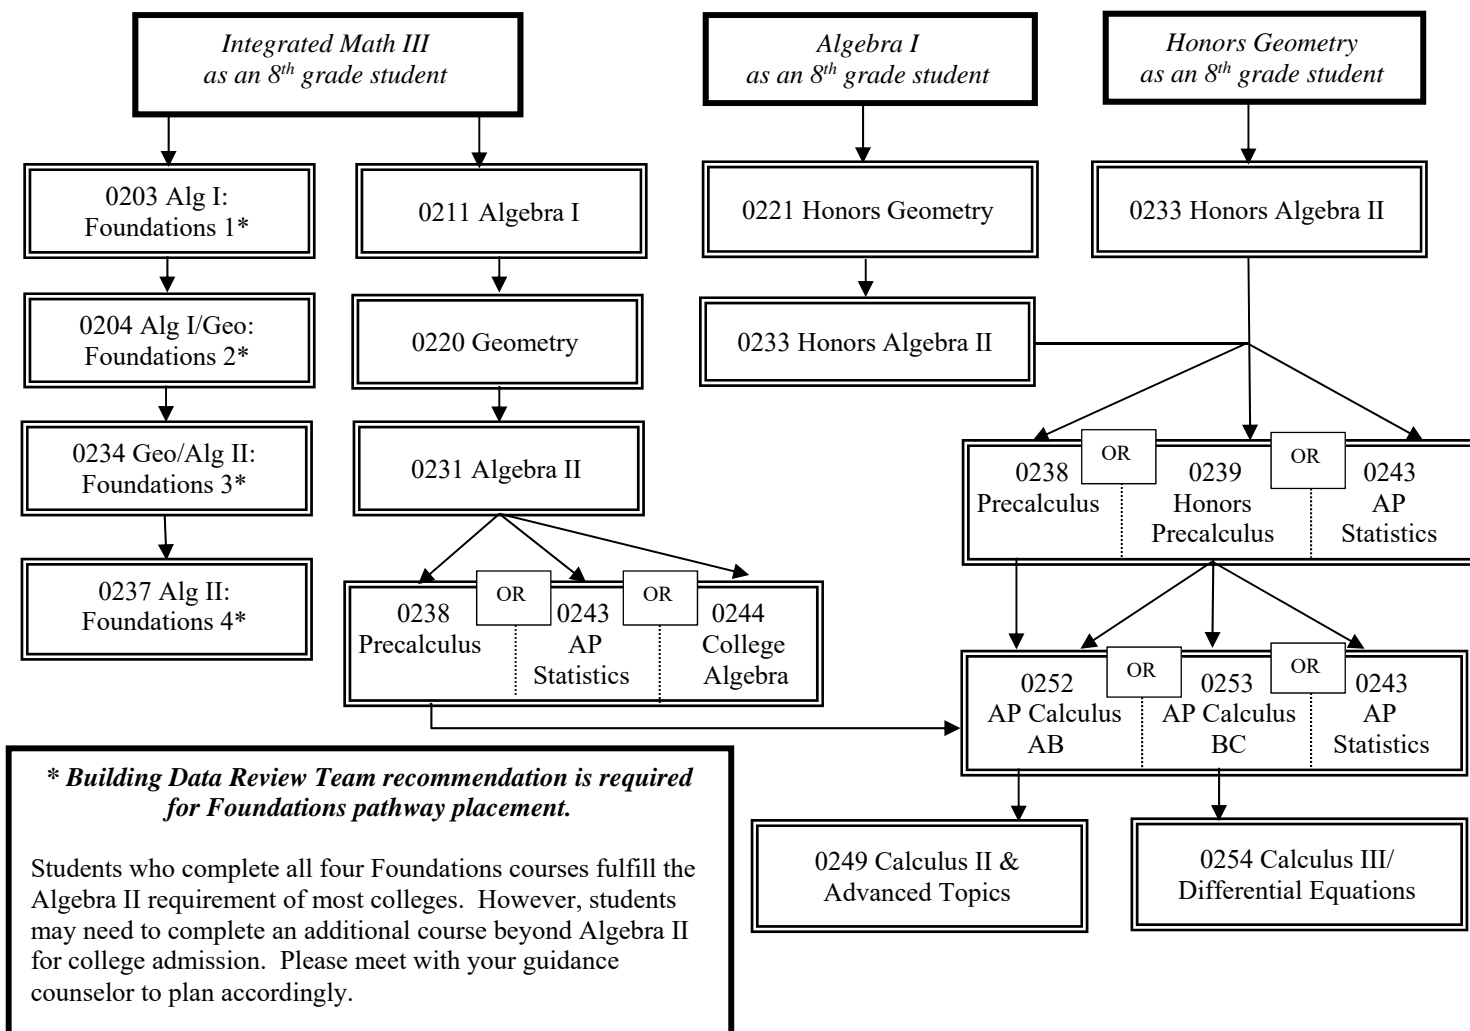 Integrated Math III
as an 8th grade student
Algebra I
as an 8th grade student
Honors Geometry
as an 8th grade student
0203 Alg I:
Foundations 1*
0211 Algebra I
0221 Honors Geometry
0233 Honors Algebra II
0204 Alg I/Geo:
Foundations 2*
0220 Geometry
0233 Honors Algebra II
0234 Geo/Alg II:
Foundations 3*
0231 Algebra II
0238
Precalculus
OR
0239
Honors
Precalculus
OR
0243
AP
Statistics
0237 Alg II:
Foundations 4*
0238
Precalculus
OR
0243
AP
Statistics
OR
0244
College
Algebra
0252
AP Calculus
AB
OR
0253
AP Calculus
BC
OR
0243
AP
Statistics
0249 Calculus II &
Advanced Topics
0254 Calculus III/
Differential Equations
* Building Data Review Team recommendation is required
for Foundations pathway placement.
Students who complete all four Foundations courses fulfill the
Algebra II requirement of most colleges. However, students
may need to complete an additional course beyond Algebra II
for college admission. Please meet with your guidance
counselor to plan accordingly.